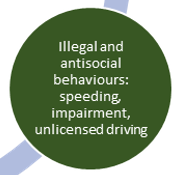 Illegal and
antisocial
behaviours:
speeding,
impairment,
unlicensed driving